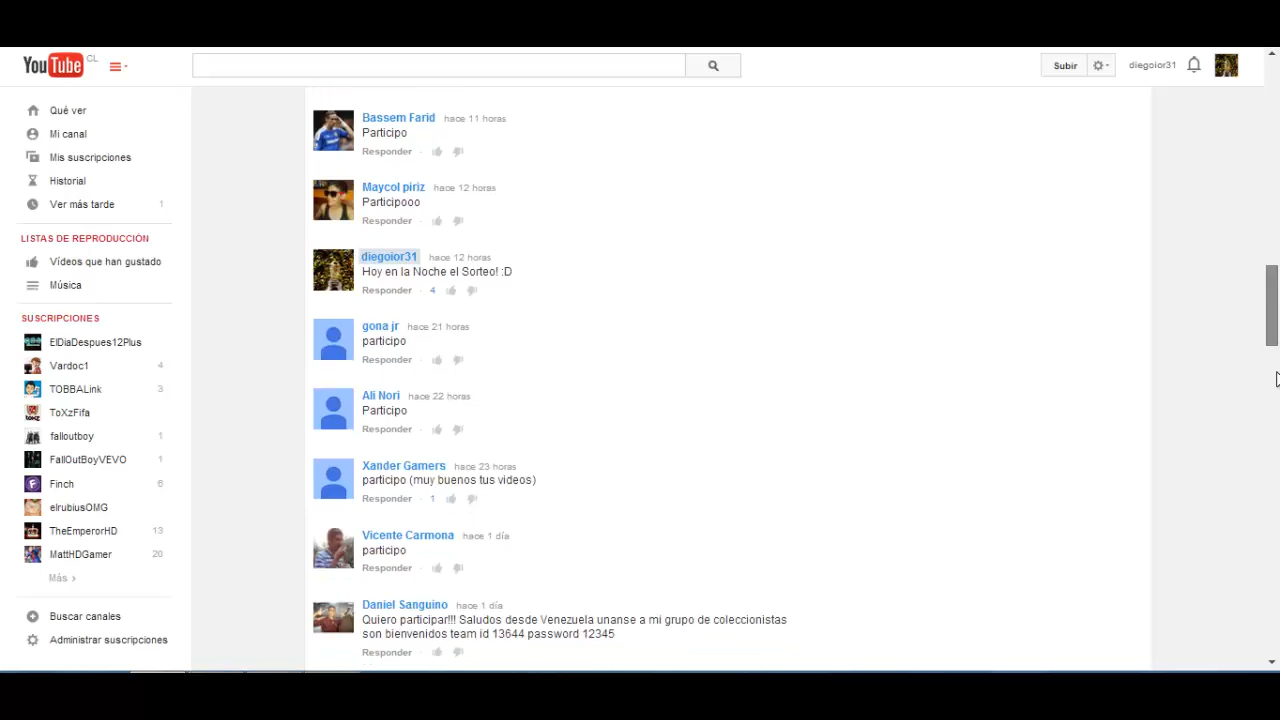 YouTube CL
Subir
diegoior31
Qué ver
Mi canal
Mis suscripciones
Historial
Ver más tarde 1
LISTAS DE REPRODUCCIÓN
Vídeos que han gustado
Música
SUSCRIPCIONES
ElDiaDespues12Plus
Vardoc1 4
TOBBALink 3
ToXzFifa
falloutboy 1
FallOutBoyVEVO 1
Finch 6
elrubiusOMG
TheEmperorHD 13
MattHDGamer 20
Más ›
Buscar canales
Administrar suscripciones
Bassem Farid hace 11 horas
Participo
Responder ·
Maycol piriz hace 12 horas
Participooo
Responder ·
diegoior31 hace 12 horas
Hoy en la Noche el Sorteo! :D
Responder · 4
gona jr hace 21 horas
participo
Responder ·
Ali Nori hace 22 horas
Participo
Responder ·
Xander Gamers hace 23 horas
participo (muy buenos tus videos)
Responder · 1
Vicente Carmona hace 1 día
participo
Responder ·
Daniel Sanguino hace 1 día
Quiero participar!!! Saludos desde Venezuela unanse a mi grupo de coleccionistas
son bienvenidos team id 13644 password 12345
Responder ·